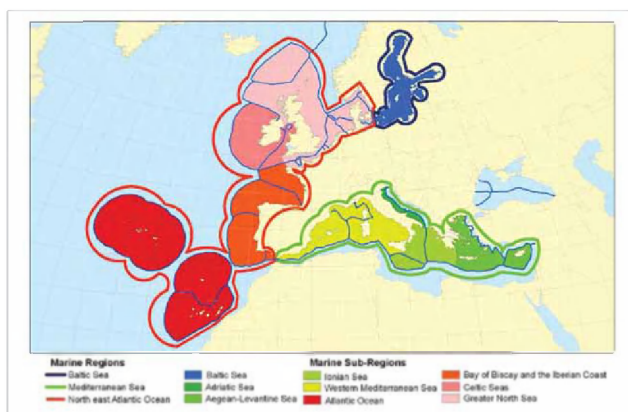 Marine Regions
Baltic Sea
Mediterranean Sea
North east Atlantic Ocean
Baltic Sea
Adriatic Sea
Aegean-Levantine Sea
Marine Sub-Regions
Ionian Sea
Western Mediterranean Sea
Atlantic Ocean
Bay of Biscay and the Iberian Coast
Celtic Seas
Greater North Sea